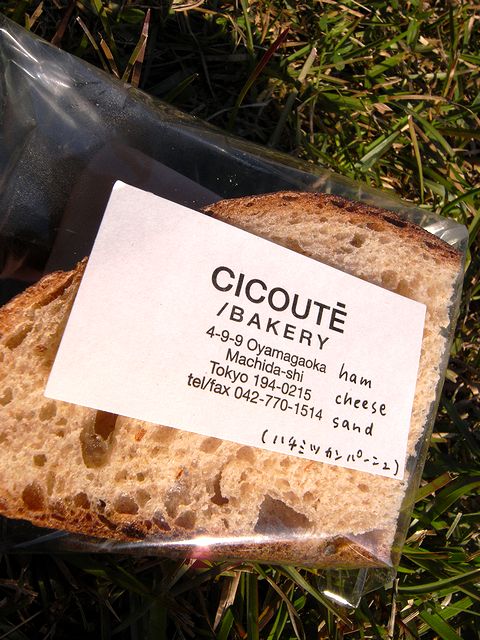 CICOUTĖ
/BAKERY
4-9-9 Oyamagaoka
Machida-shi
Tokyo 194-0215
tel/fax 042-770-1514
ham
cheese
sand
(ハチミツカンパーニュ)